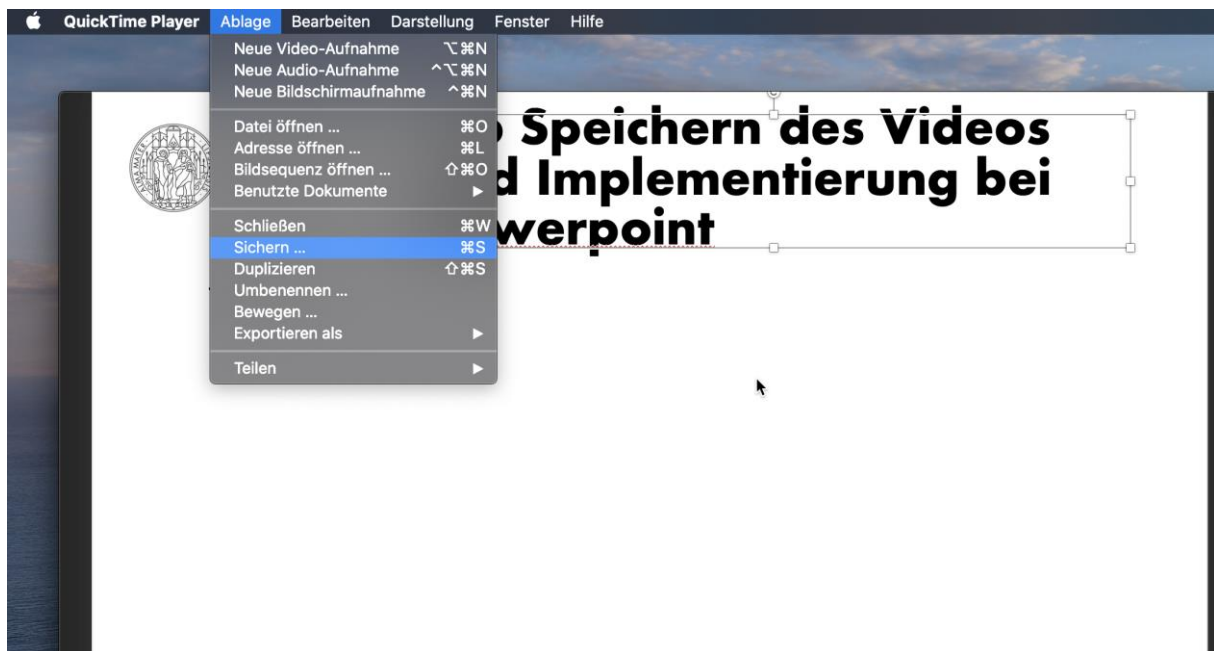 QuickTime Player Ablage Bearbeiten Darstellung Fenster Hilfe
Neue Video-Aufnahme ⌥⌘N
Neue Audio-Aufnahme ^⌥⌘N
Neue Bildschirmaufnahme ^⌘N
Datei öffnen ... ⌘O
Adresse öffnen ... ⌘L
Bildsequenz öffnen ... ⇧⌘O
Benutzte Dokumente ▶
Schließen ⌘W
Sichern ... ⌘S
Duplizieren ⇧⌘S
Umbenennen ...
Bewegen ...
Exportieren als ▶
Teilen ▶
Speichern des Videos
Implementierung bei